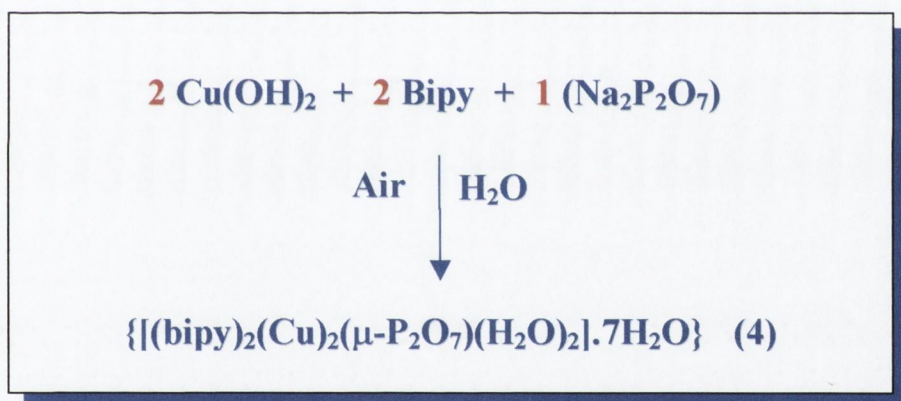 2 Cu(OH)₂ + 2 Bipy + 1 (Na₂P₂O₇)
Air H₂O
{[(bipy)₂(Cu)₂(μ-P₂O₇)(H₂O)₂].7H₂O} (4)